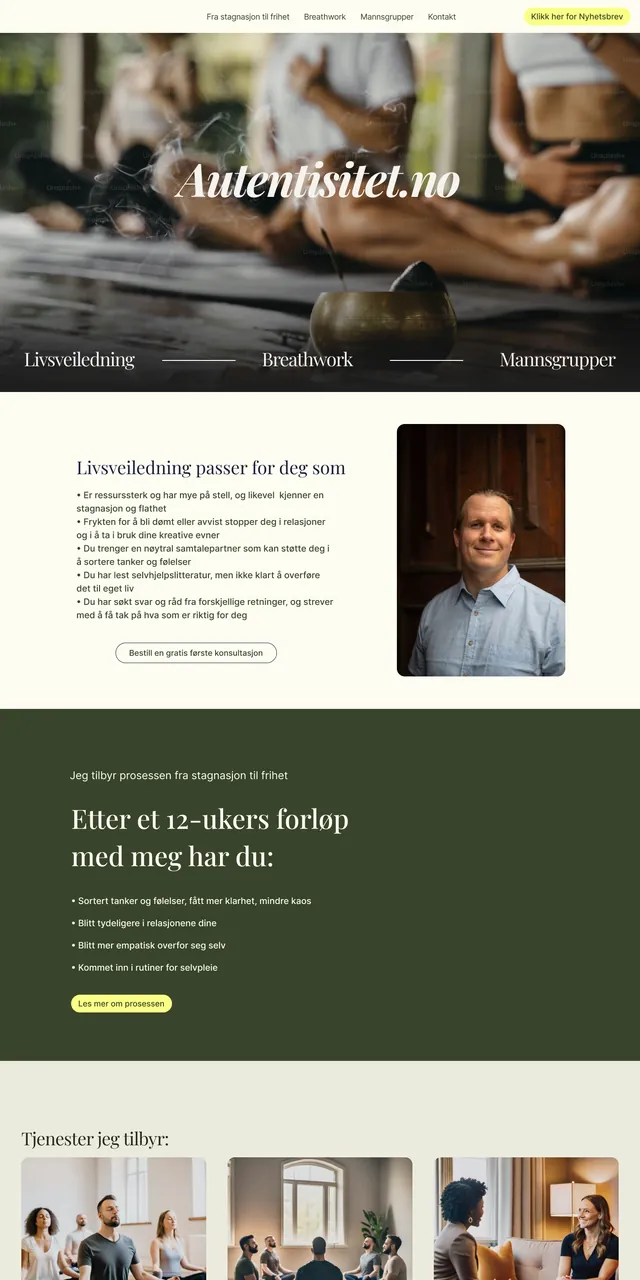 Fra stagnasjon til frihet Breathwork Mannsgrupper Kontakt Klikk her for Nyhetsbrev
Autentisitet.no
Livsveiledning Breathwork Mannsgrupper
Livsveiledning passer for deg som
• Er ressurssterk og har mye på stell, og likevel kjenner en
stagnasjon og flathet
• Frykten for å bli dømt eller avvist stopper deg i relasjoner
og i å ta i bruk dine kreative evner
• Du trenger en nøytral samtalepartner som kan støtte deg i
å sortere tanker og følelser
• Du har lest selvhjelpslitteratur, men ikke klart å overføre
det til eget liv
• Du har søkt svar og råd fra forskjellige retninger, og strever
med å få tak på hva som er riktig for deg
Bestill en gratis første konsultasjon
Jeg tilbyr prosessen fra stagnasjon til frihet
Etter et 12-ukers forløp
med meg har du:
• Sortert tanker og følelser, fått mer klarhet, mindre kaos
• Blitt tydeligere i relasjonene dine
• Blitt mer empatisk overfor seg selv
• Kommet inn i rutiner for selvpleie
Les mer om prosessen
Tjenester jeg tilbyr: